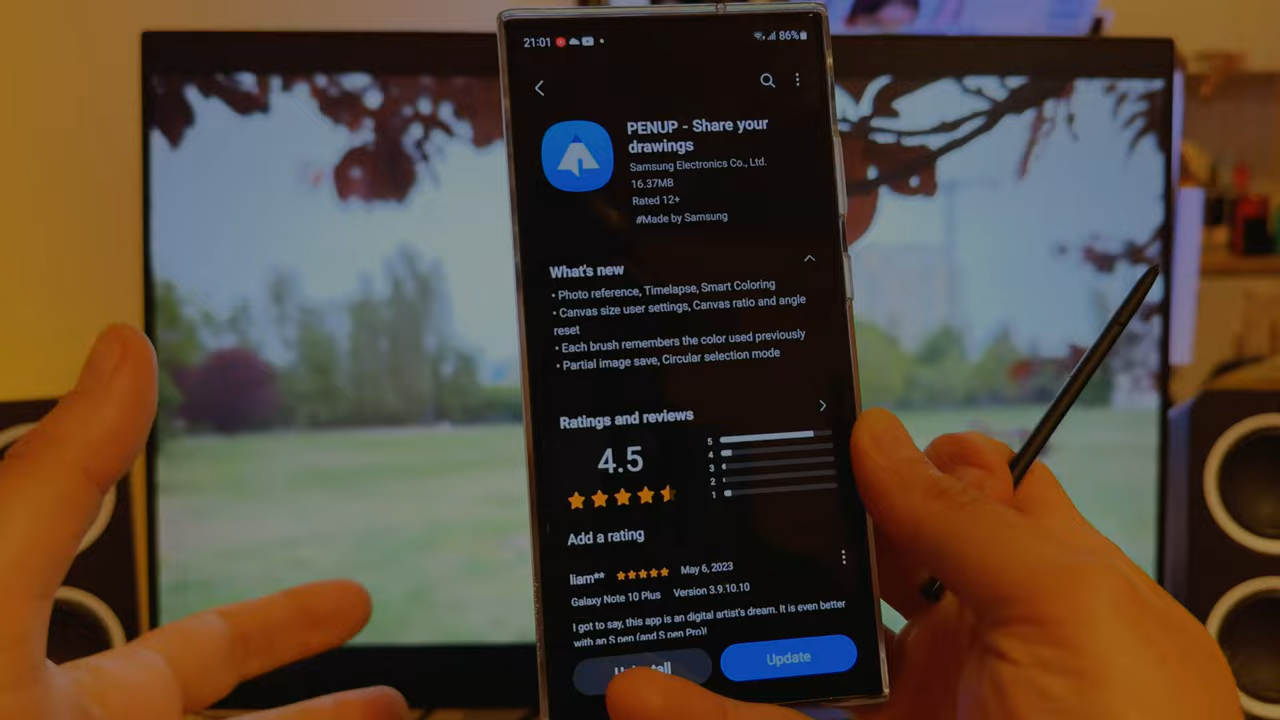 21:01 86%
PENUP - Share your
drawings
Samsung Electronics Co., Ltd.
16.37MB
Rated 12+
#Made by Samsung
What's new
• Photo reference, Timelapse, Smart Coloring
• Canvas size user settings, Canvas ratio and angle
reset
• Each brush remembers the color used previously
• Partial image save, Circular selection mode
Ratings and reviews
4.5
5
4
3
2
1
Add a rating
liam** May 6, 2023
Galaxy Note 10 Plus Version 3.9.10.10
I got to say, this app is an digital artist's dream. It is even better
with an S pen (and S pen Pro)!
Update